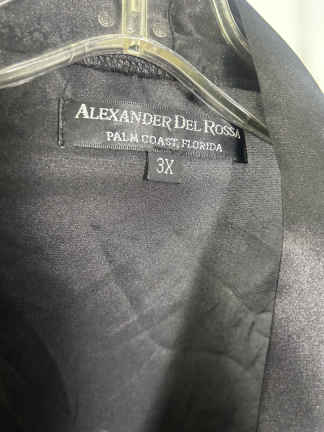 ALEXANDER DEL ROSSA
PALM COAST, FLORIDA
3X